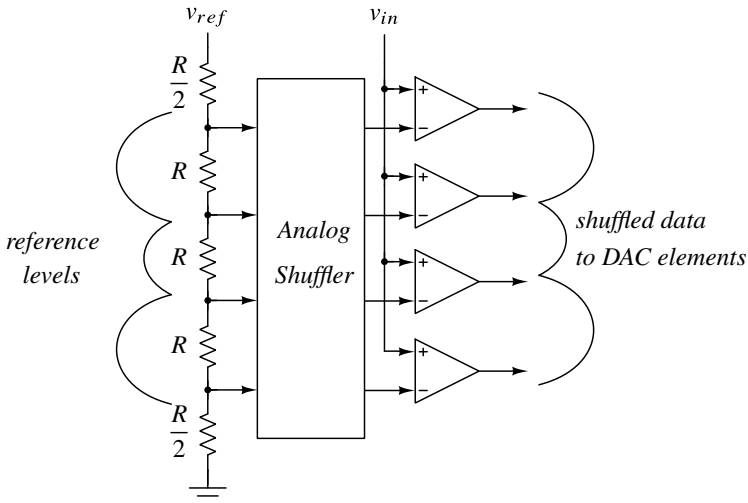 v_ref
v_in
R/2
R
R
R
R
R/2
reference
levels
Analog
Shuffler
+
−
+
−
+
−
+
−
shuffled data
to DAC elements